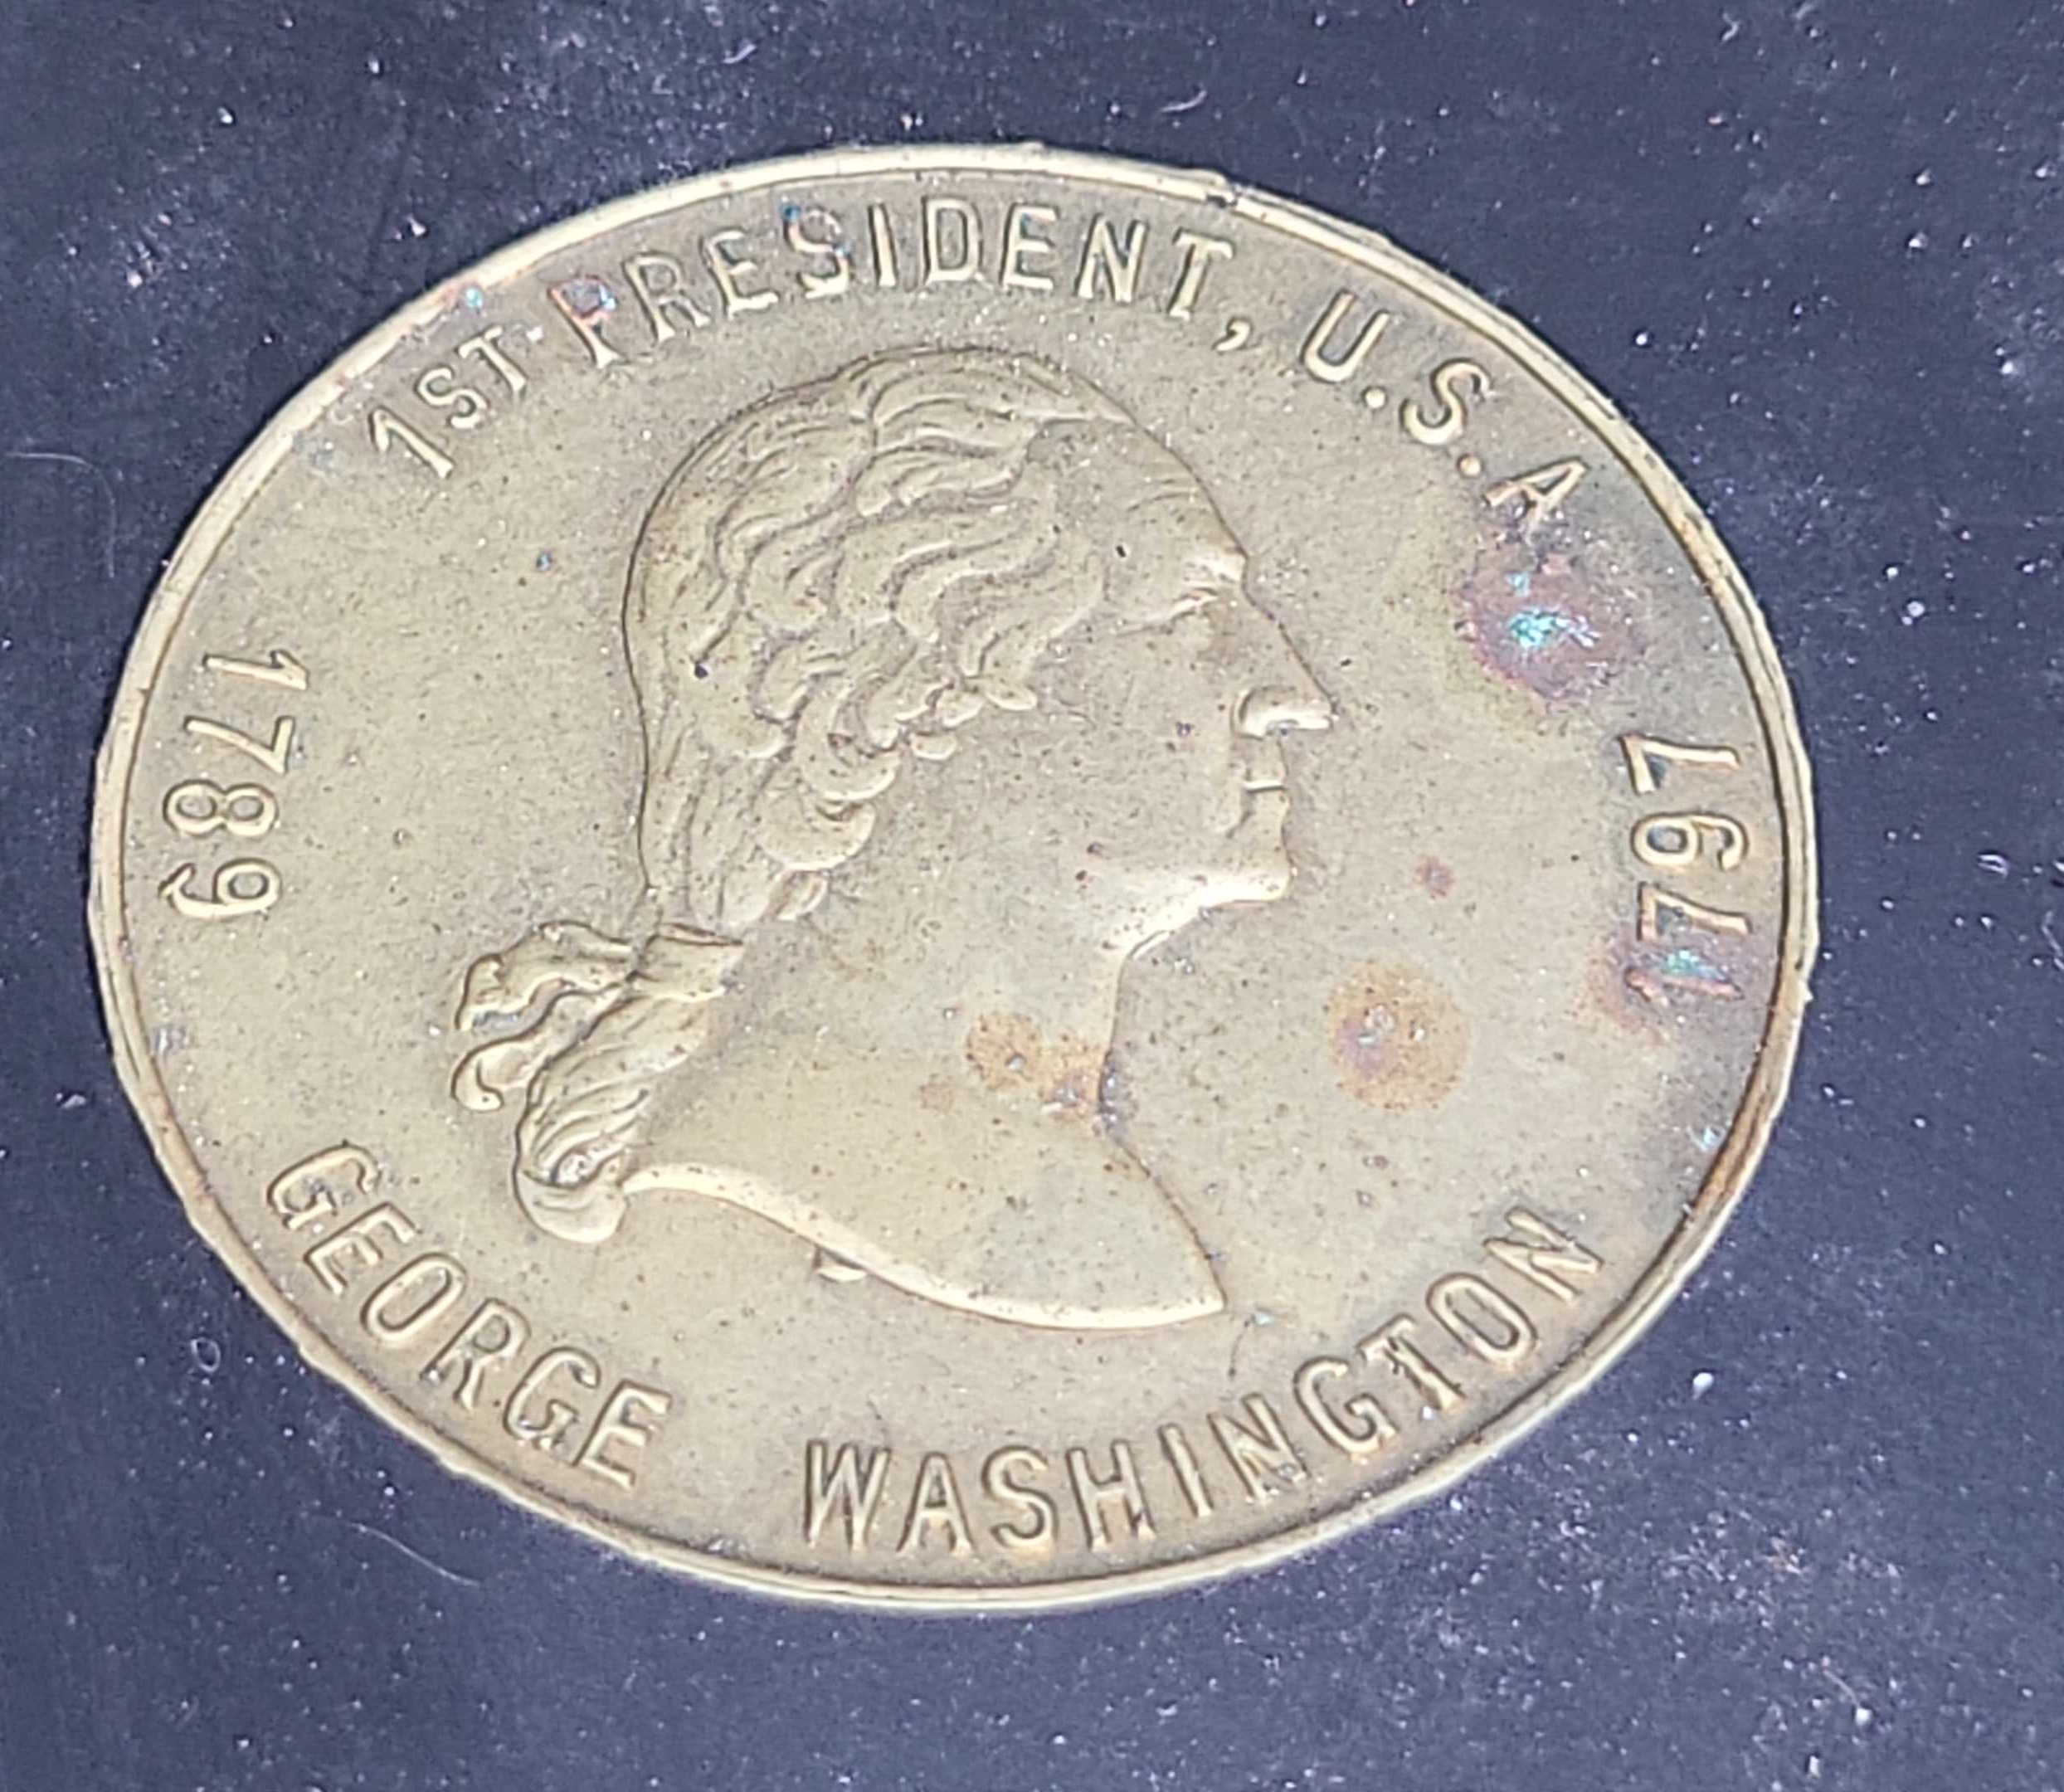 1ST PRESIDENT, U.S.A
1789
1797
GEORGE WASHINGTON